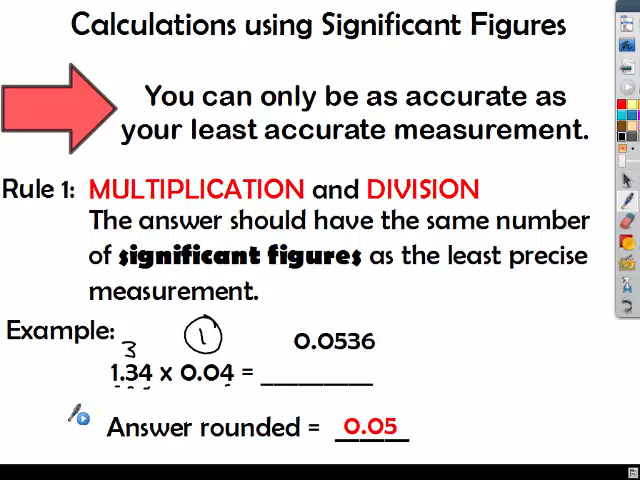 Calculations using Significant Figures
You can only be as accurate as
your least accurate measurement.
Rule 1: MULTIPLICATION and DIVISION
The answer should have the same number
of significant figures as the least precise
measurement.
Example:
3 1 0.0536
1.34 x 0.04 = __________
Answer rounded = 0.05